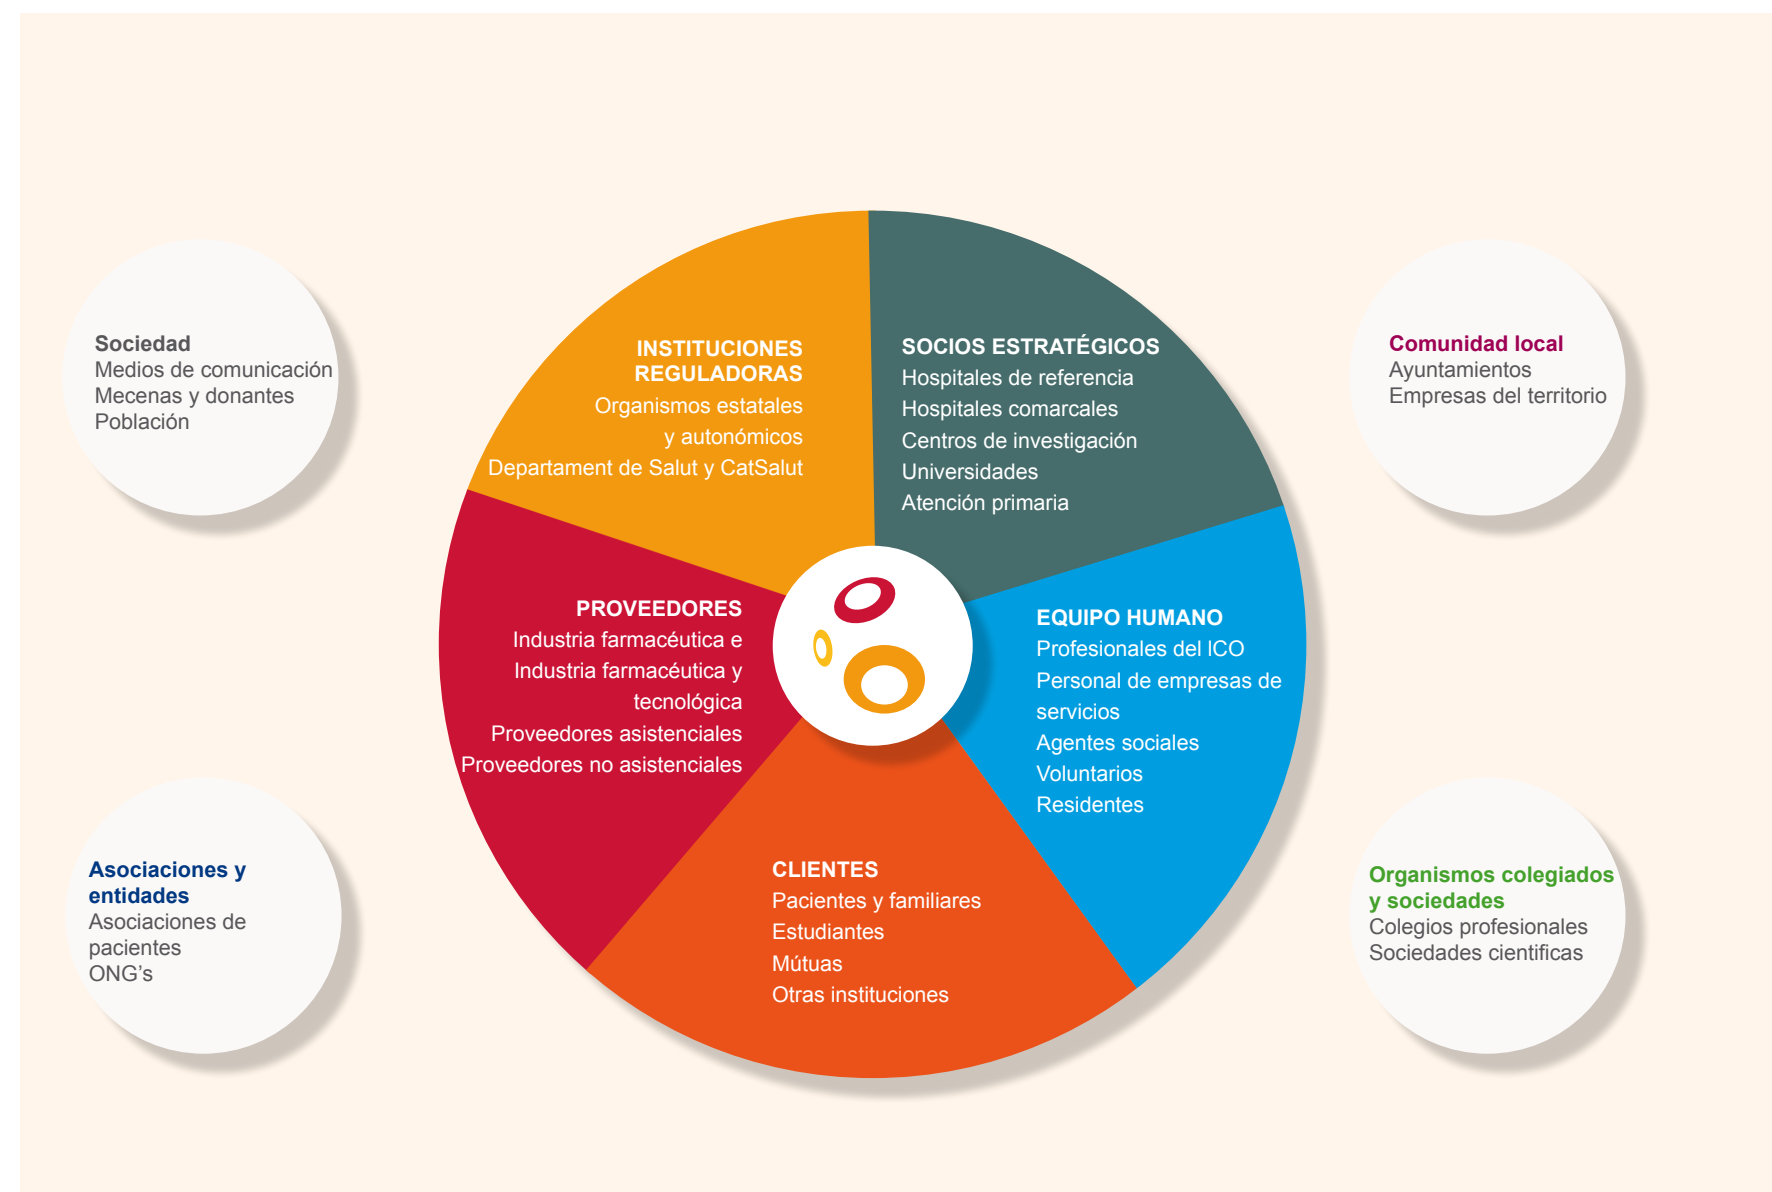 Sociedad
Medios de comunicación
Mecenas y donantes
Población
INSTITUCIONES
REGULADORAS
Organismos estatales
y autonómicos
Departament de Salut y CatSalut
SOCIOS ESTRATÉGICOS
Hospitales de referencia
Hospitales comarcales
Centros de investigación
Universidades
Atención primaria
Comunidad local
Ayuntamientos
Empresas del territorio
PROVEEDORES
Industria farmacéutica e
Industria farmacéutica y
tecnológica
Proveedores asistenciales
Proveedores no asistenciales
EQUIPO HUMANO
Profesionales del ICO
Personal de empresas de
servicios
Agentes sociales
Voluntarios
Residentes
Asociaciones y
entidades
Asociaciones de
pacientes
ONG's
CLIENTES
Pacientes y familiares
Estudiantes
Mútuas
Otras instituciones
Organismos colegiados
y sociedades
Colegios profesionales
Sociedades cientificas